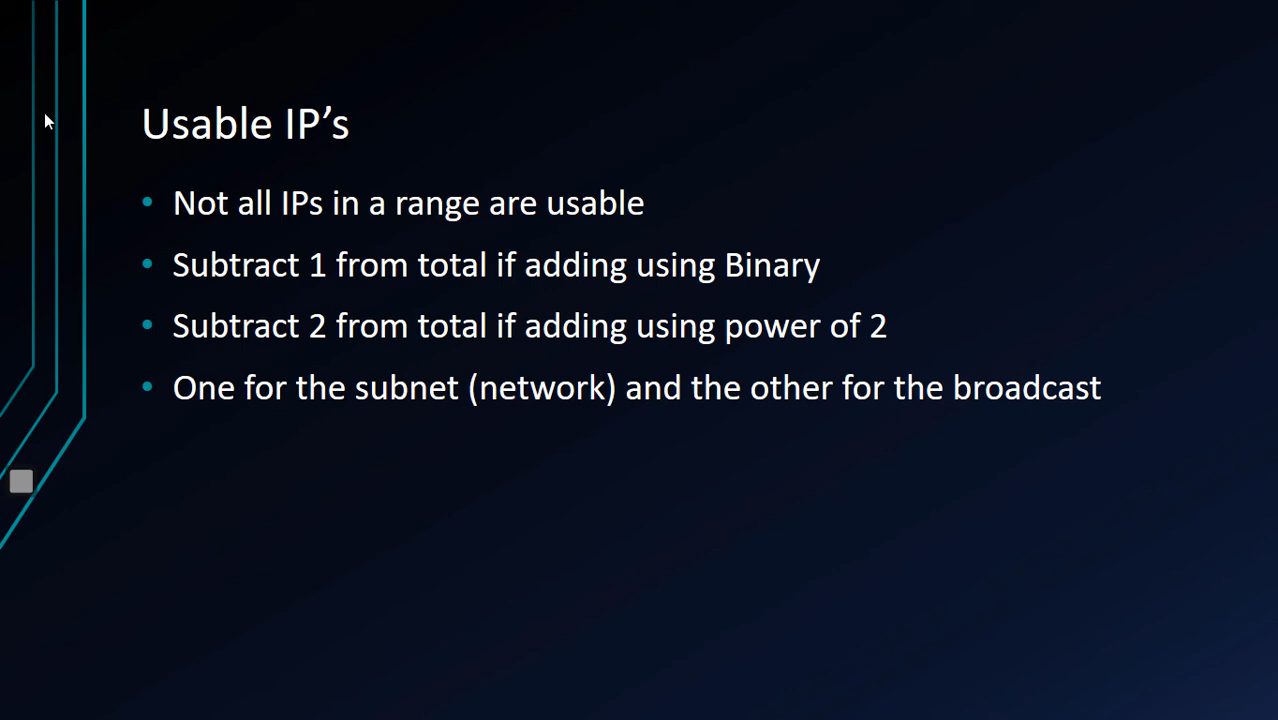 Usable IP’s
• Not all IPs in a range are usable
• Subtract 1 from total if adding using Binary
• Subtract 2 from total if adding using power of 2
• One for the subnet (network) and the other for the broadcast